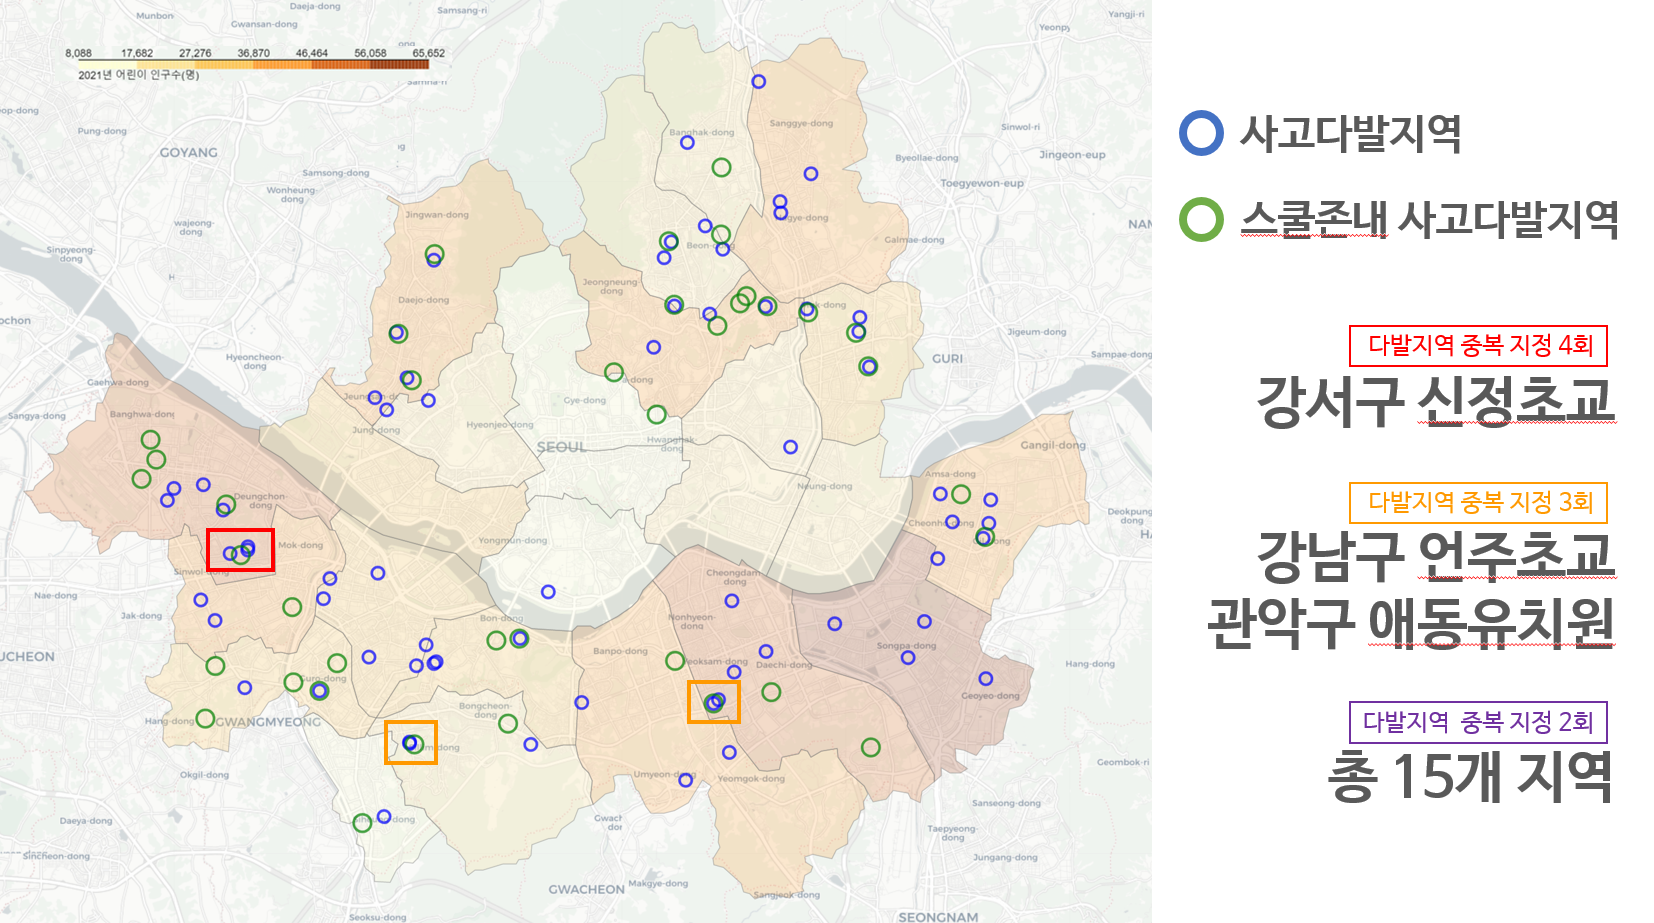 Munbon
Daeja-dong
Samsang-ri
Yangji-ri
Gwansan-dong
Yeonpy
-dong
ong
8,088 17,682 27,276 36,870 46,464 56,058 65,652
2021년 어린이 인구수(명)
Samha-ri
op-dong
Pung-dong
Banghak-dong
Sanggye-dong
Sinwol-ri
GOYANG
Byeollae-dong
Jingeon-eup
Samsong-dong
Toegyewon-eup
Wonheung-dong
Jingwan-dong
wajeong-dong
NAM
Galmae-dong
Sinpyeong-dong
Beon-
Jeongneung-dong
Daejo-dong
k-dong
ochon
Jigeum-dong
Hyeoncheon-dong
GURI
Sampae-dong
Gaehwa-dong
Jeungsan-do
Gye-dong
Sangya-dong
Banghwa-dong
Hyeonjeo-dong
Jung-dong
SEOUL
Hwanghak-dong
Gangil-dong
Amsa-dong
Neung-dong
Deungchon-dong
Deokpung-dong
Cheonho-dong
Mok-dong
Yongmun-dong
Sinwol-
Cheongdam-dong
Nae-dong
Jak-dong
Nonhyeon-dong
Bon-dong
Banpo-dong
Songpa-dong
UCHEON
Yeoksam-dong
Daechi-dong
Hang-dong
Guro-dong
Geoyeo-dong
Bongcheon-dong
Hang-dong
GWANGMYEONG
Okgil-dong
Umyeon-dong
Yeomgok-dong
Geombok-ri
Sanseong-dong
Daeya-dong
Taepyeong-dong
Sincheon-dong
Jungang-dong
Makgye-dong
GWACHEON
Sangjeok-dong
Seoksu-dong
SEONGNAM
사고다발지역
스쿨존내 사고다발지역
다발지역 중복 지정 4회
강서구 신정초교
다발지역 중복 지정 3회
강남구 언주초교
관악구 애동유치원
다발지역 중복 지정 2회
총 15개 지역